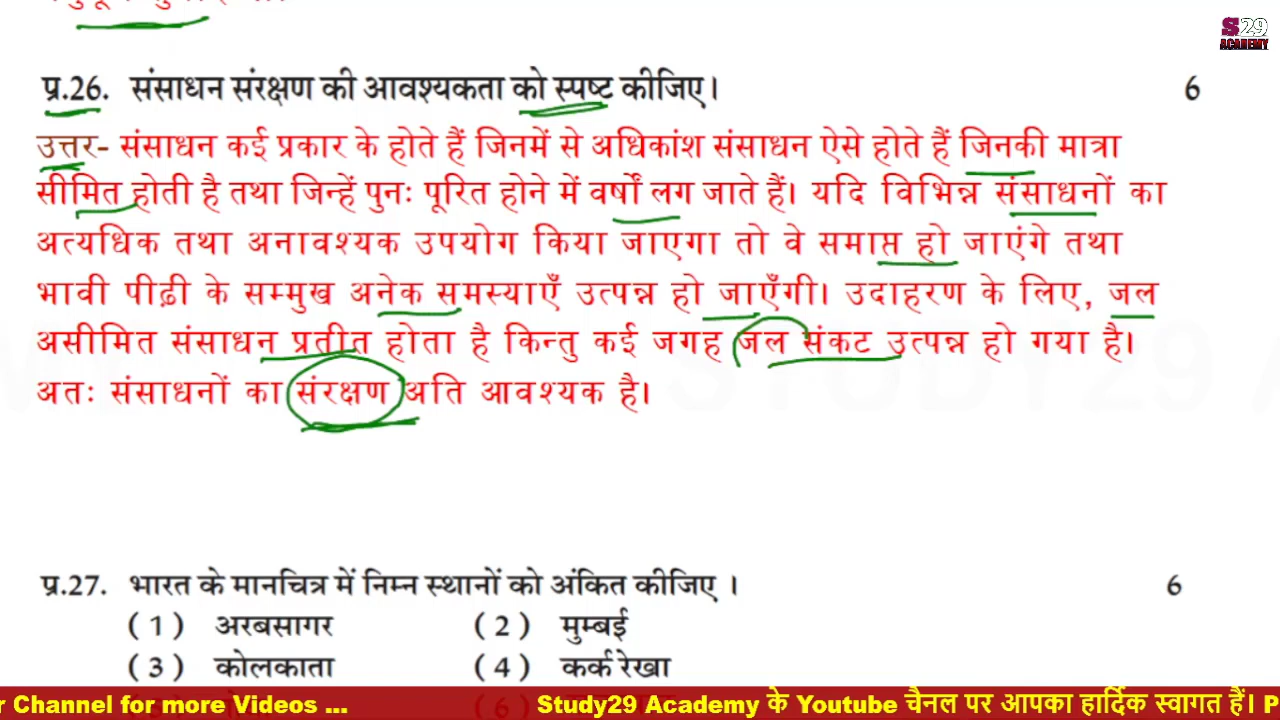 S29
ACADEMY
प्र.26. संसाधन संरक्षण की आवश्यकता को स्पष्ट कीजिए। 6
उत्तर- संसाधन कई प्रकार के होते हैं जिनमें से अधिकांश संसाधन ऐसे होते हैं जिनकी मात्रा
सीमित होती है तथा जिन्हें पुनः पूरित होने में वर्षों लग जाते हैं। यदि विभिन्न संसाधनों का
अत्यधिक तथा अनावश्यक उपयोग किया जाएगा तो वे समाप्त हो जाएंगे तथा
भावी पीढ़ी के सम्मुख अनेक समस्याएँ उत्पन्न हो जाएँगी। उदाहरण के लिए, जल
असीमित संसाधन प्रतीत होता है किन्तु कई जगह जल संकट उत्पन्न हो गया है।
अतः संसाधनों का संरक्षण अति आवश्यक है।
STUDY29 A
प्र.27. भारत के मानचित्र में निम्न स्थानों को अंकित कीजिए । 6
( 1 ) अरबसागर ( 2 ) मुम्बई
( 3 ) कोलकाता ( 4 ) कर्क रेखा
r Channel for more Videos ... Study29 Academy के Youtube चैनल पर आपका हार्दिक स्वागत हैं। P